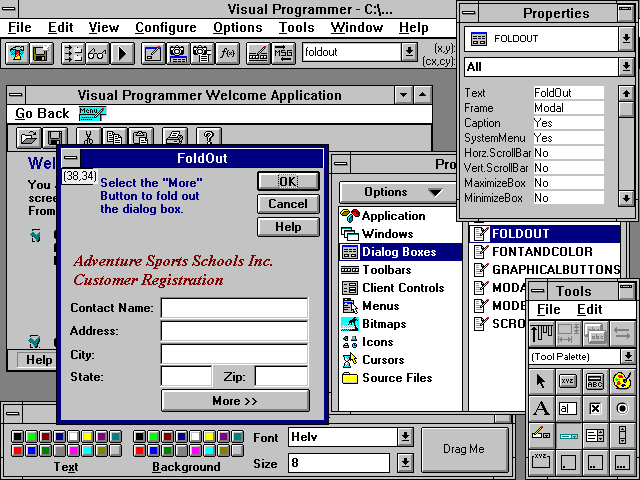 Visual Programmer - C:\...
File Edit View Format Options Tools Window Help
foldout
(x,y):
(cx,cy):
MSG
f(x)
Properties
FOLDOUT
All
Text FoldOut
Frame Modal
Caption Yes
SystemMenu Yes
Horz.ScrollBar No
Vert.ScrollBar No
MaximizeBox No
MinimizeBox No
Visual Programmer Welcome Application
Go Back
Menu
Wel
You a
scree
From
Help
FoldOut
(38,34)
Select the "More"
Button to fold out
the dialog box.
OK
Cancel
Help
Adventure Sports Schools Inc.
Customer Registration
Contact Name:
Address:
City:
State:
Zip:
More >>
Pro
Options
Application
Windows
Dialog Boxes
Toolbars
Client Controls
Menus
Bitmaps
Icons
Cursors
Source Files
FOLDOUT
FONTANDCOLOR
GRAPHICALBUTTONS
MODA
MODE
SCRO
Tools
File Edit
(Tool Palette)
xyz
ABC
A
a
xyz
Text
Background
Font Helv
Size 8
Drag Me